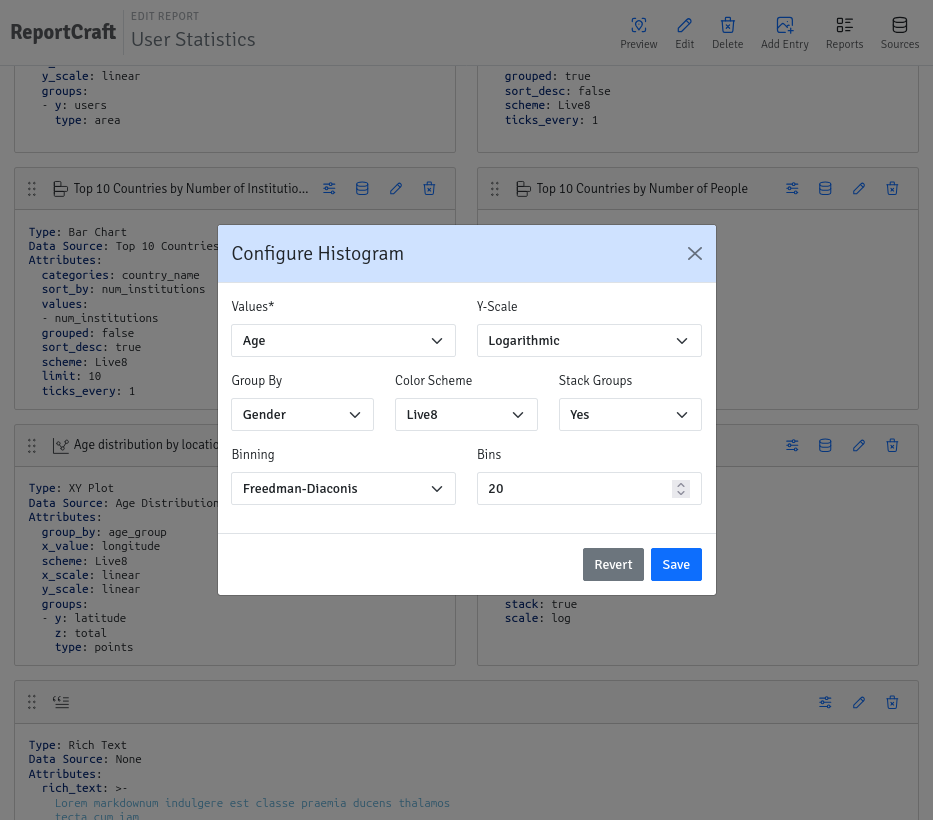 ReportCraft
EDIT REPORT
User Statistics
Preview
Edit
Delete
Add Entry
Reports
Sources
y_scale: linear
groups:
- y: users
type: area
grouped: true
sort_desc: false
scheme: Live8
ticks_every: 1
Top 10 Countries by Number of Institutio...
Type: Bar Chart
Data Source: Top 10 Countries
Attributes:
categories: country_name
sort_by: num_institutions
values:
- num_institutions
grouped: false
sort_desc: true
scheme: Live8
limit: 10
ticks_every: 1
Top 10 Countries by Number of People
Configure Histogram
Values*
Age
Y-Scale
Logarithmic
Group By
Gender
Color Scheme
Live8
Stack Groups
Yes
Binning
Freedman-Diaconis
Bins
20
Revert
Save
Age distribution by locatio
Type: XY Plot
Data Source: Age Distribution
Attributes:
group_by: age_group
x_value: longitude
scheme: Live8
x_scale: linear
y_scale: linear
groups:
- y: latitude
z: total
type: points
stack: true
scale: log
Type: Rich Text
Data Source: None
Attributes:
rich_text: >-
Lorem markdownum indulgere est classe praemia ducens thalamos
tecta cum iam